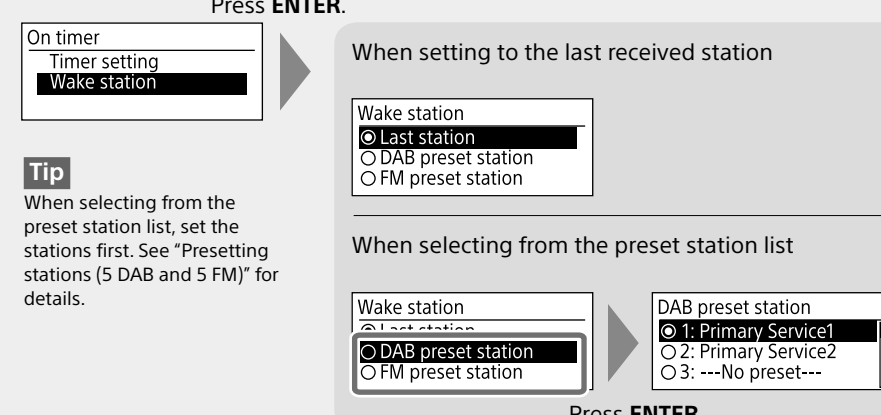 Press ENTER.
On timer
Timer setting
Wake station
Tip
When selecting from the
preset station list, set the
stations first. See “Presetting
stations (5 DAB and 5 FM)” for
details.
When setting to the last received station
Wake station
Last station
DAB preset station
FM preset station
When selecting from the preset station list
Wake station
Last station
DAB preset station
FM preset station
DAB preset station
1: Primary Service1
2: Primary Service2
3: ---No preset---
Press ENTER